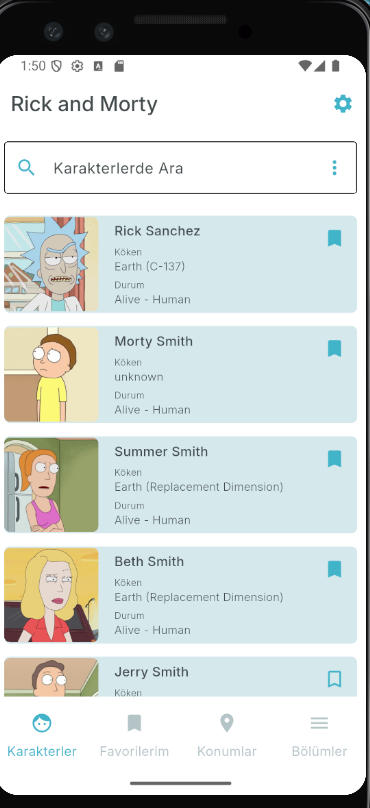 1:50
Rick and Morty
Karakterlerde Ara
Rick Sanchez
Köken
Earth (C-137)
Durum
Alive - Human
Morty Smith
Köken
unknown
Durum
Alive - Human
Summer Smith
Köken
Earth (Replacement Dimension)
Durum
Alive - Human
Beth Smith
Köken
Earth (Replacement Dimension)
Durum
Alive - Human
Jerry Smith
Köken
Karakterler Favorilerim Konumlar Bölümler